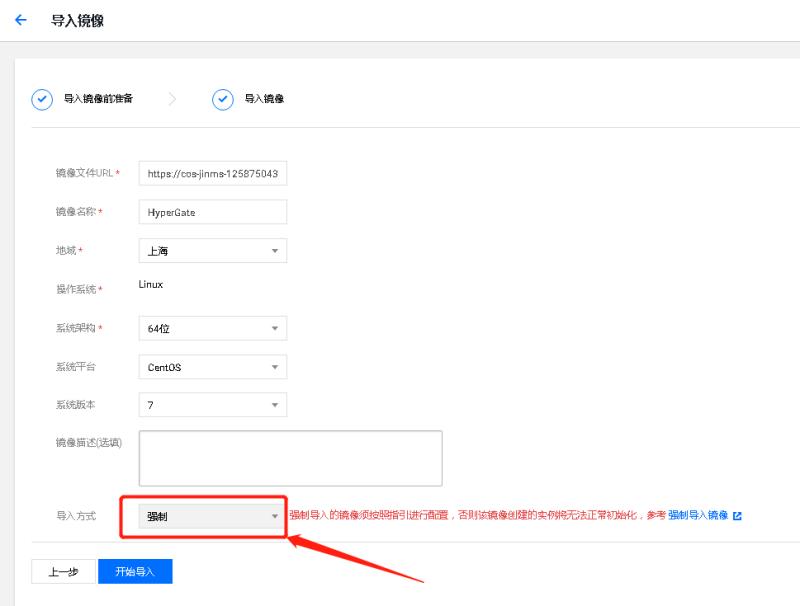 导入镜像
导入镜像前准备
导入镜像
镜像文件URL* https://cos-jinms-125875043
镜像名称* HyperGate
地域* 上海
操作系统* Linux
系统架构* 64位
系统平台 CentOS
系统版本 7
镜像描述(选填)
导入方式 强制 强制导入的镜像须按照指引进行配置，否则该镜像创建的实例将无法正常初始化，参考 强制导入镜像
上一步 开始导入